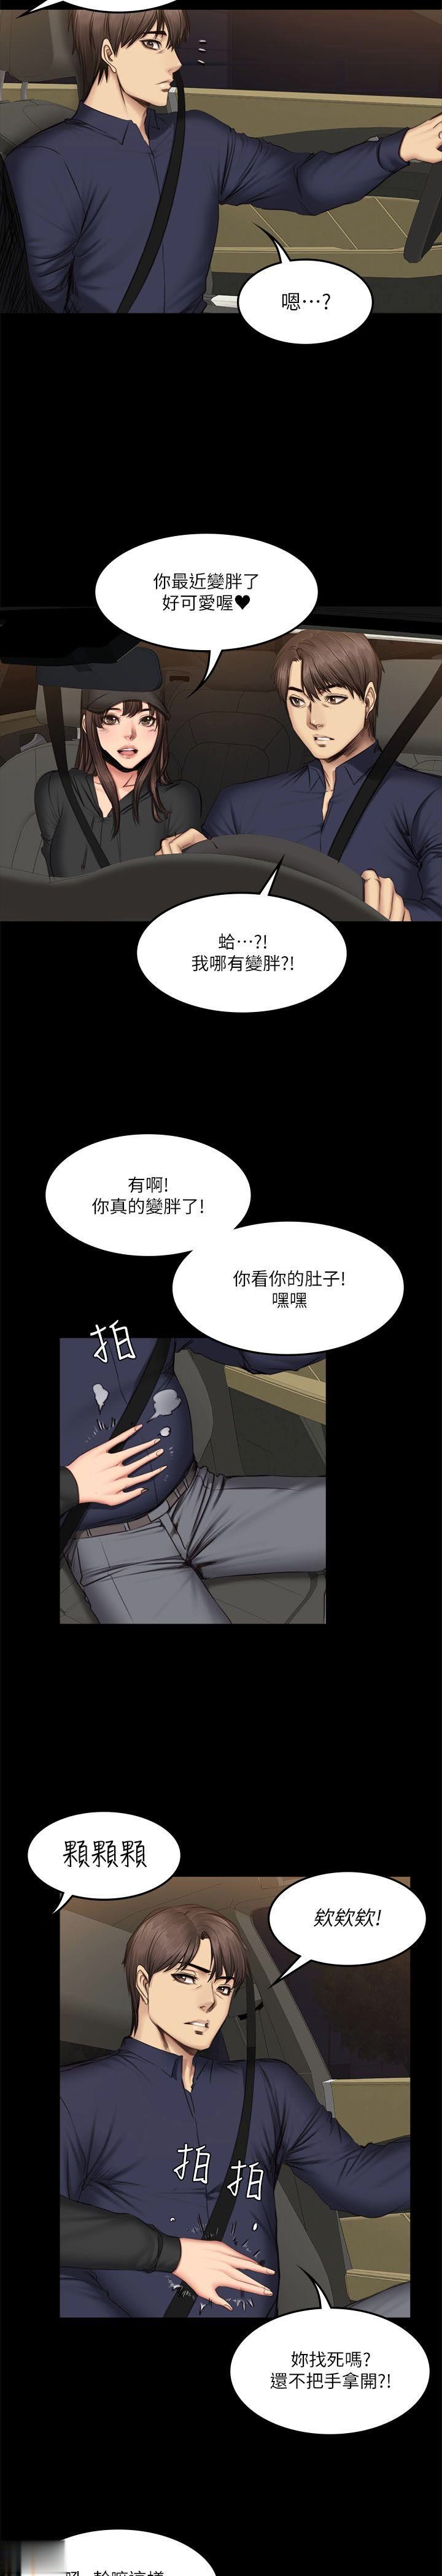 嗯…?
你最近變胖了
好可愛喔♥
蛤…?!
我哪有變胖?!
有啊!
你真的變胖了!
你看你的肚子!
嘿嘿
拍
顆顆顆
欸欸欸!
拍
拍
妳找死嗎?
還不把手拿開?!